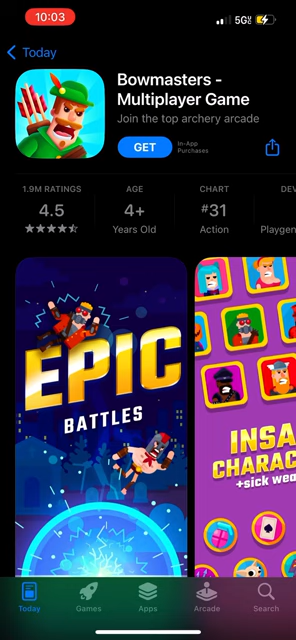 10:03
5G
Today
Bowmasters -
Multiplayer Game
Join the top archery arcade
GET
In-App
Purchases
1.9M RATINGS
AGE
CHART
DEV
4.5
4+
#31
Years Old
Action
Playgen
EPIC
BATTLES
INSA
CHARAC
+sick wea
Today
Games
Apps
Arcade
Search